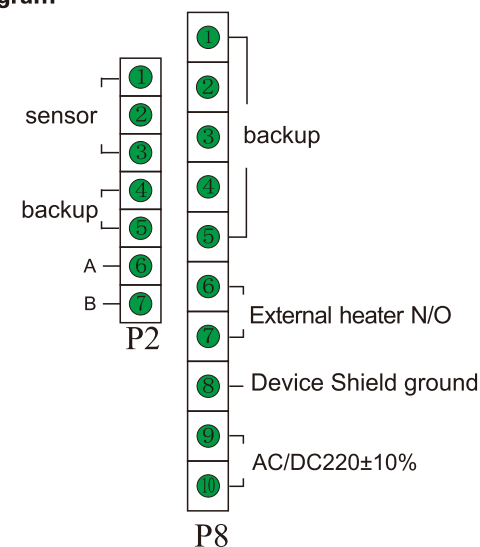 gram
1
2
3
4
5
6
7
sensor
backup
A
B
P2
1
2
3
4
5
6
7
8
9
10
backup
External heater N/O
Device Shield ground
AC/DC220±10%
P8